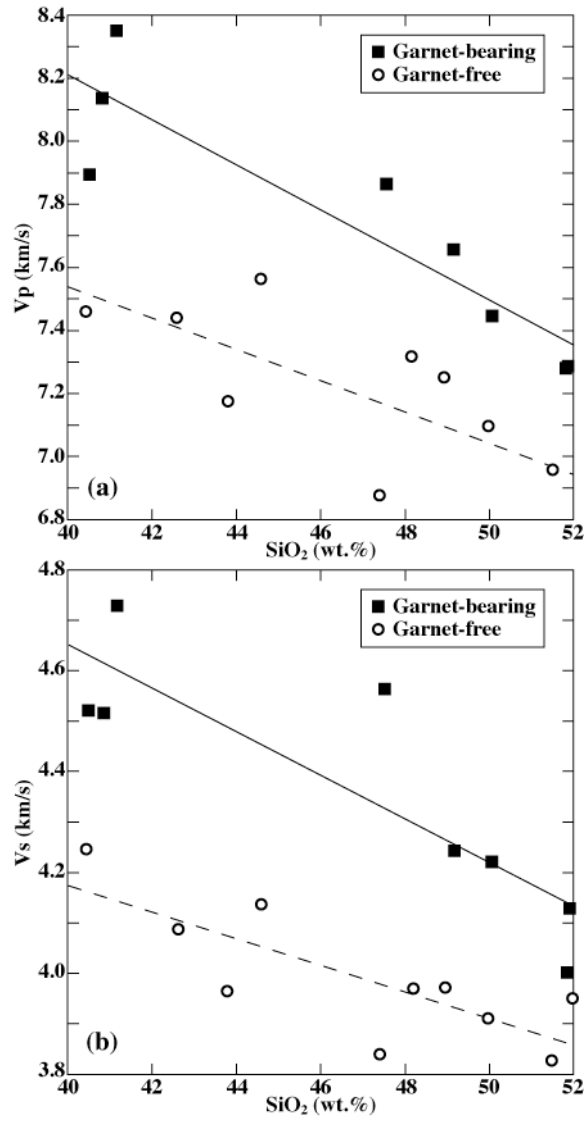 8.4
8.2
8.0
7.8
7.6
7.4
7.2
7.0
6.8
Vp (km/s)
Garnet-bearing
Garnet-free
(a)
40 42 44 46 48 50 52
SiO₂ (wt.%)
4.8
4.6
4.4
4.2
4.0
3.8
Vs (km/s)
Garnet-bearing
Garnet-free
(b)
40 42 44 46 48 50 52
SiO₂ (wt.%)